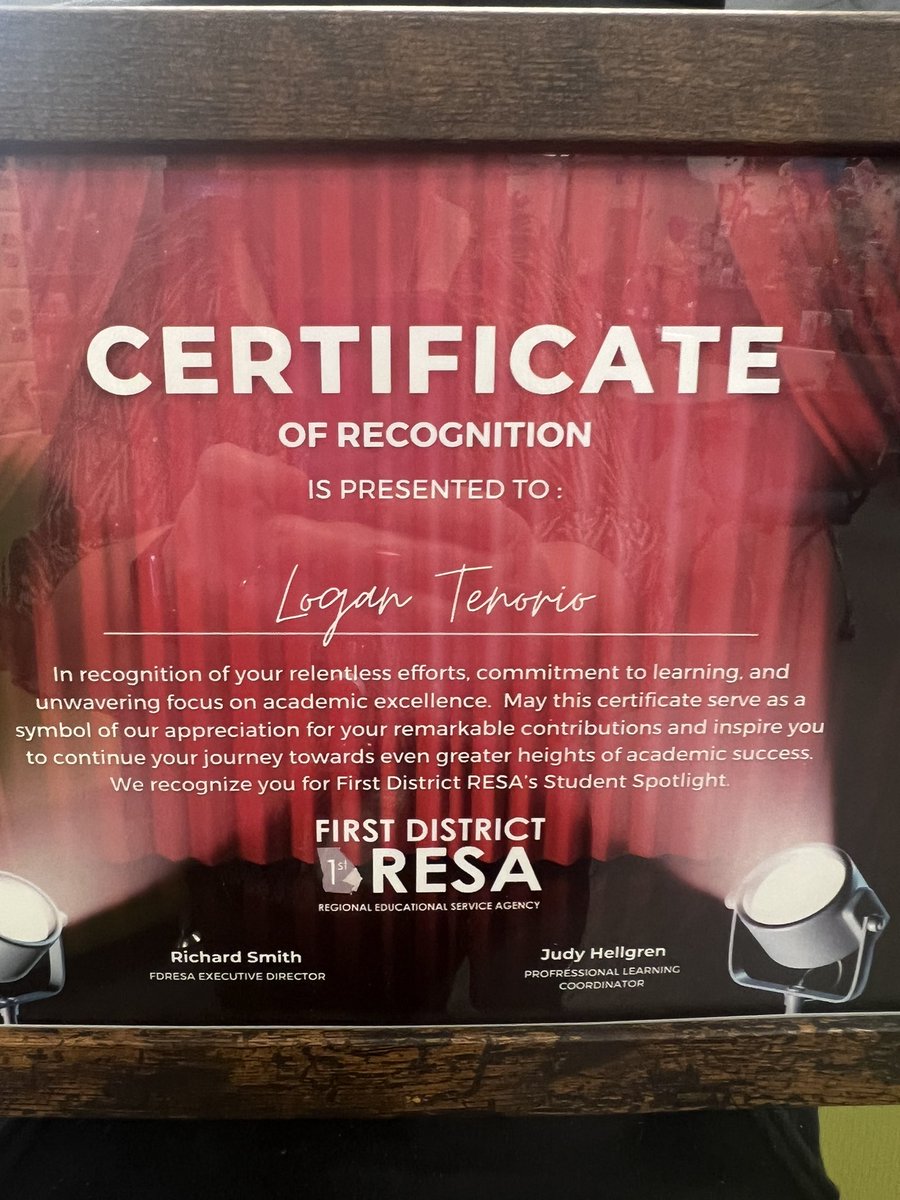 CERTIFICATE
OF RECOGNITION
IS PRESENTED TO :
Logan Tenorio
In recognition of your relentless efforts, commitment to learning, and
unwavering focus on academic excellence. May this certificate serve as a
symbol of our appreciation for your remarkable contributions and inspire you
to continue your journey towards even greater heights of academic success.
We recognize you for First District RESA's Student Spotlight.
FIRST DISTRICT
1st RESA
REGIONAL EDUCATIONAL SERVICE AGENCY
Richard Smith
FDRESA EXECUTIVE DIRECTOR
Judy Hellgren
PROFRESSIONAL LEARNING
COORDINATOR